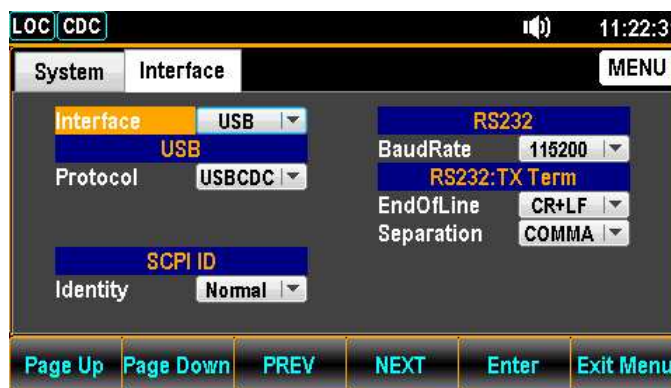 LOC CDC 11:22:3
System Interface MENU
Interface USB
USB
Protocol USBCDC
SCPI ID
Identity Normal
RS232
BaudRate 115200
RS232:TX Term
EndOfLine CR+LF
Separation COMMA
Page Up Page Down PREV NEXT Enter Exit Menu